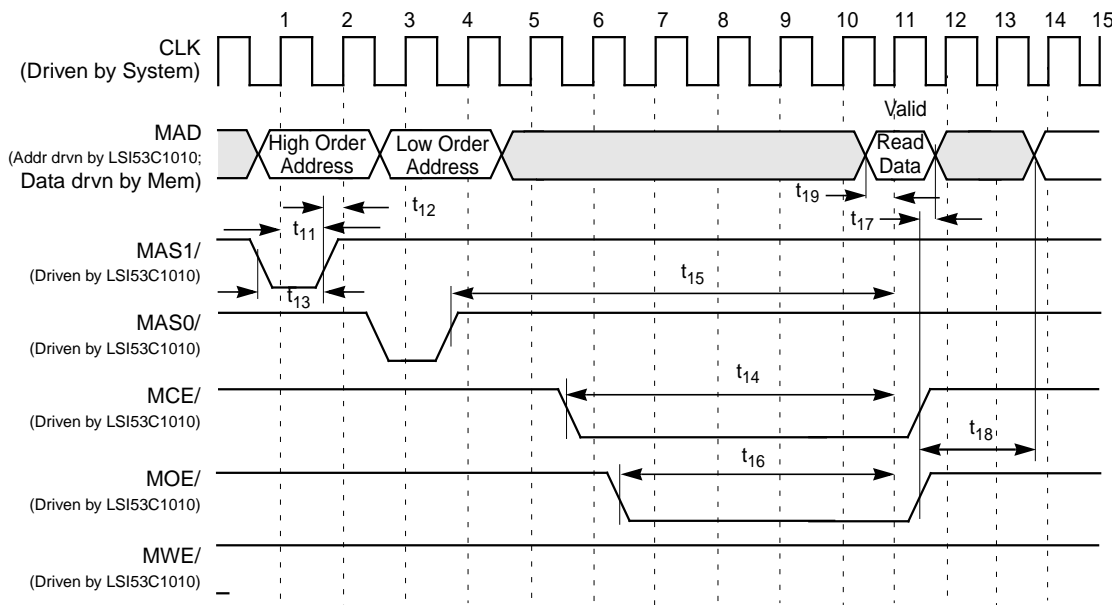 1 2 3 4 5 6 7 8 9 10 11 12 13 14 15
CLK
(Driven by System)
Valid
MAD
(Addr drvn by LSI53C1010;
Data drvn by Mem)
High Order
Address
Low Order
Address
Read
Data
t19
t12
t11
t17
MAS1/
(Driven by LSI53C1010)
t15
t13
MAS0/
(Driven by LSI53C1010)
t14
MCE/
(Driven by LSI53C1010)
t18
t16
MOE/
(Driven by LSI53C1010)
MWE/
(Driven by LSI53C1010)